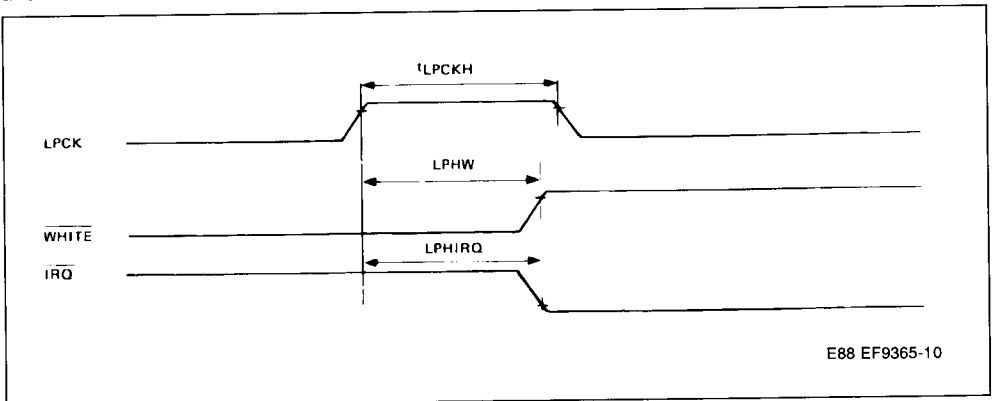 tLPCKH
LPCK
LPHW
WHITE
LPHIRQ
IRQ
E88 EF9365-10